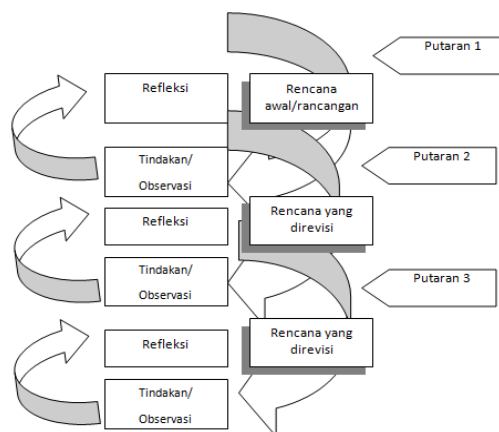 Putaran 1
Refleksi
Rencana
awal/rancangan
Tindakan/
Observasi
Putaran 2
Refleksi
Rencana yang
direvisi
Tindakan/
Observasi
Putaran 3
Refleksi
Rencana yang
direvisi
Tindakan/
Observasi